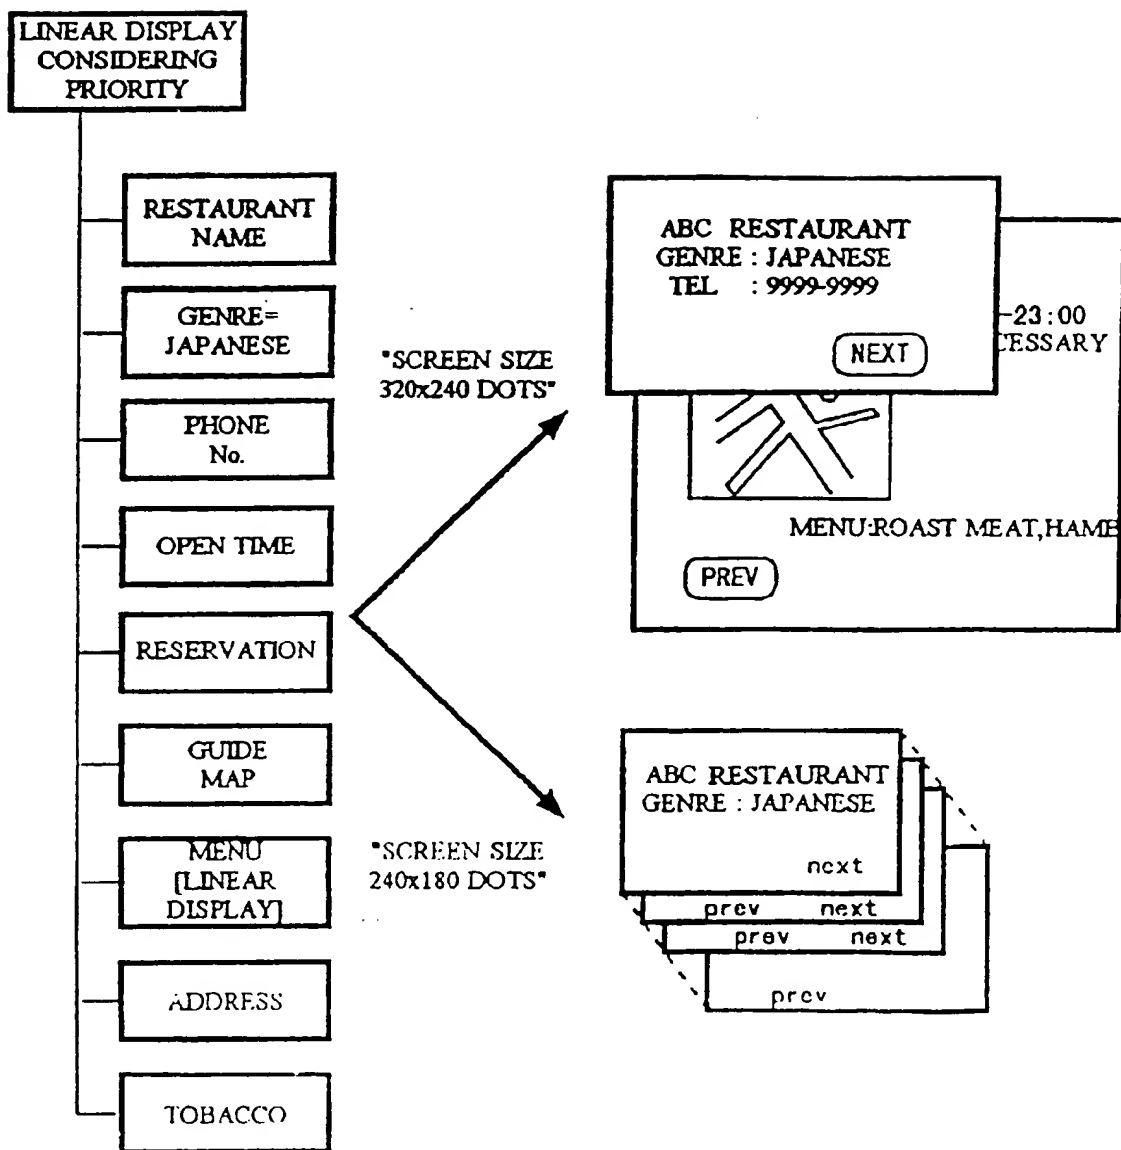 LINEAR DISPLAY
CONSIDERING
PRIORITY
RESTAURANT
NAME
GENRE=
JAPANESE
PHONE
No.
OPEN TIME
RESERVATION
GUIDE
MAP
MENU
[LINEAR
DISPLAY]
ADDRESS
TOBACCO
"SCREEN SIZE
320x240 DOTS"
ABC RESTAURANT
GENRE : JAPANESE
TEL : 9999-9999
NEXT
-23:00
CESSARY
MENU:ROAST MEAT,HAMB
PREV
"SCREEN SIZE
240x180 DOTS"
ABC RESTAURANT
GENRE : JAPANESE
next
prev next
prev next
prev